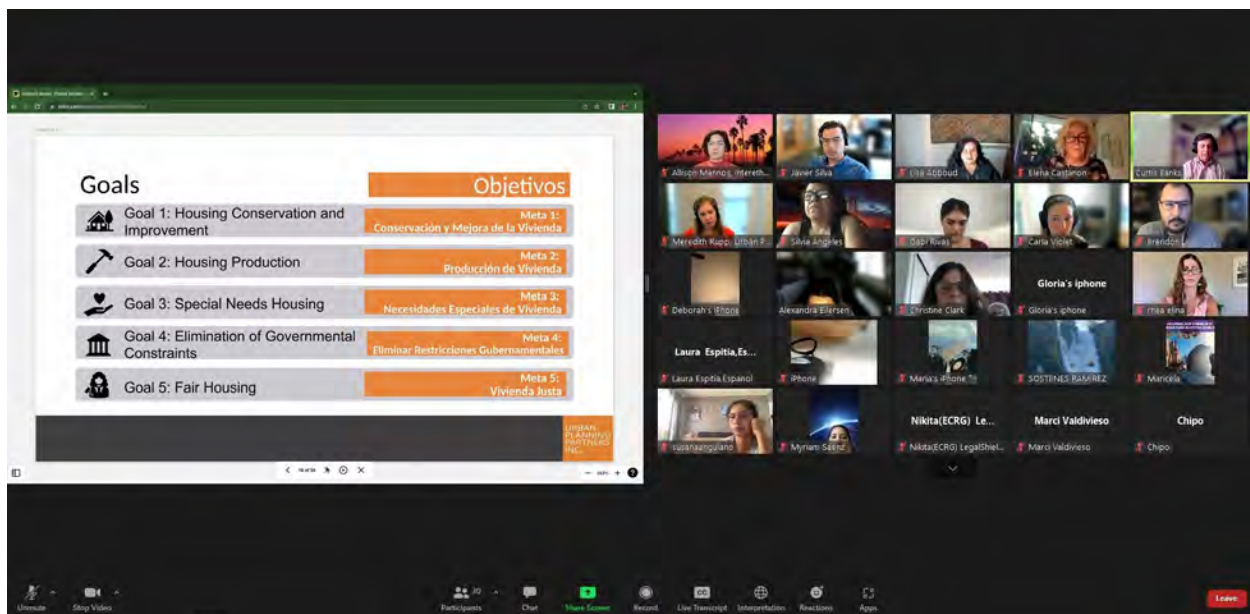 Goals
Objetivos
Goal 1: Housing Conservation and
Improvement
Meta 1:
Conservación y Mejora de la Vivienda
Goal 2: Housing Production
Meta 2:
Producción de Vivienda
Goal 3: Special Needs Housing
Meta 3:
Necesidades Especiales de Vivienda
Goal 4: Elimination of Governmental
Constraints
Meta 4:
Eliminar Restricciones Gubernamentales
Goal 5: Fair Housing
Meta 5:
Vivienda Justa
URBAN
PLANNING
PARTNERS
INC.
Allison Mannos, Intereth...
Javier Silva
Lisa Abboud
Elena Castanon
Curtis Banks
Meredith Rupp, Urban P...
Silvia Angeles
Gabi Rivas
Carla Violet
Brendon
Deborah's iPhone
Alexandra Eilersen
Christine Clark
Gloria's iphone
Gloria's iphone
rhea elina
Laura Espitia,Es...
Laura Espitia,Espanol
iPhone
Maria's iPhone
SOSTENES RAMIREZ
Maricela
susanaanguiano
Myriam Saenz
Nikita(ECRG) Le...
Nikita(ECRG) LegalShiel...
Marci Valdivieso
Marci Valdivieso
Chipo
Chipo
Unmute
Stop Video
Participants
Chat
Share Screen
Record
Live Transcript
Interpretation
Reactions
Apps
Leave